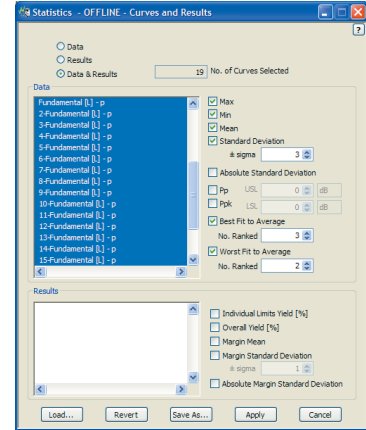 Statistics - OFFLINE - Curves and Results
?
Data
Results
Data & Results
19 No. of Curves Selected
Data
Fundamental [L] - p
2-Fundamental [L] - p
3-Fundamental [L] - p
4-Fundamental [L] - p
5-Fundamental [L] - p
6-Fundamental [L] - p
7-Fundamental [L] - p
8-Fundamental [L] - p
9-Fundamental [L] - p
10-Fundamental [L] - p
11-Fundamental [L] - p
12-Fundamental [L] - p
13-Fundamental [L] - p
14-Fundamental [L] - p
15-Fundamental [L] - p
Max
Min
Mean
Standard Deviation
± sigma 3
Absolute Standard Deviation
Pp USL 0 dB
Ppk LSL 0 dB
Best Fit to Average
No. Ranked 3
Worst Fit to Average
No. Ranked 2
Results
Individual Limits Yield [%]
Overall Yield [%]
Margin Mean
Margin Standard Deviation
± sigma 1
Absolute Margin Standard Deviation
Load... Revert Save As... Apply Cancel